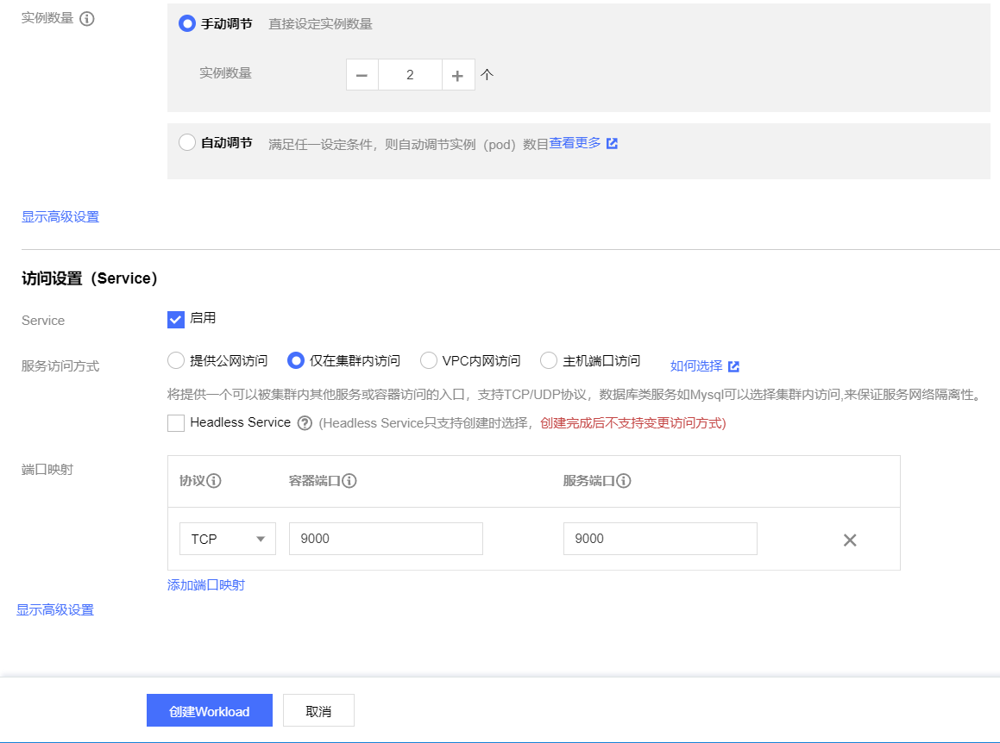 实例数量
手动调节 直接设定实例数量
实例数量 2 个
自动调节 满足任一设定条件，则自动调节实例（pod）数目查看更多
显示高级设置
访问设置（Service）
Service 启用
服务访问方式 提供公网访问 仅在集群内访问 VPC内网访问 主机端口访问 如何选择
将提供一个可以被集群内其他服务或容器访问的入口，支持TCP/UDP协议，数据库类服务如Mysql可以选择集群内访问,来保证服务网络隔离性。
Headless Service (Headless Service只支持创建时选择，创建完成后不支持变更访问方式)
端口映射
协议 容器端口 服务端口
TCP 9000 9000
添加端口映射
显示高级设置
创建Workload 取消